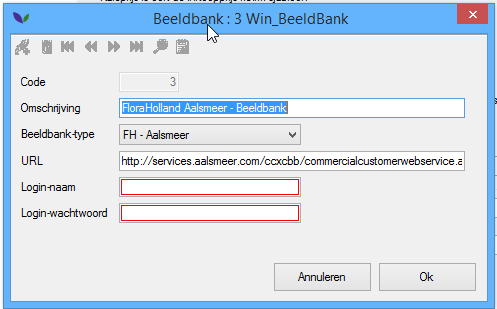 Beeldbank : 3 Win_BeeldBank
Code 3
Omschrijving FloraHolland Aalsmeer - Beeldbank
Beeldbank-type FH - Aalsmeer
URL http://services.aalsmeer.com/ccxcbb/commercialcustomerwebservice.a
Login-naam
Login-wachtwoord
Annuleren Ok